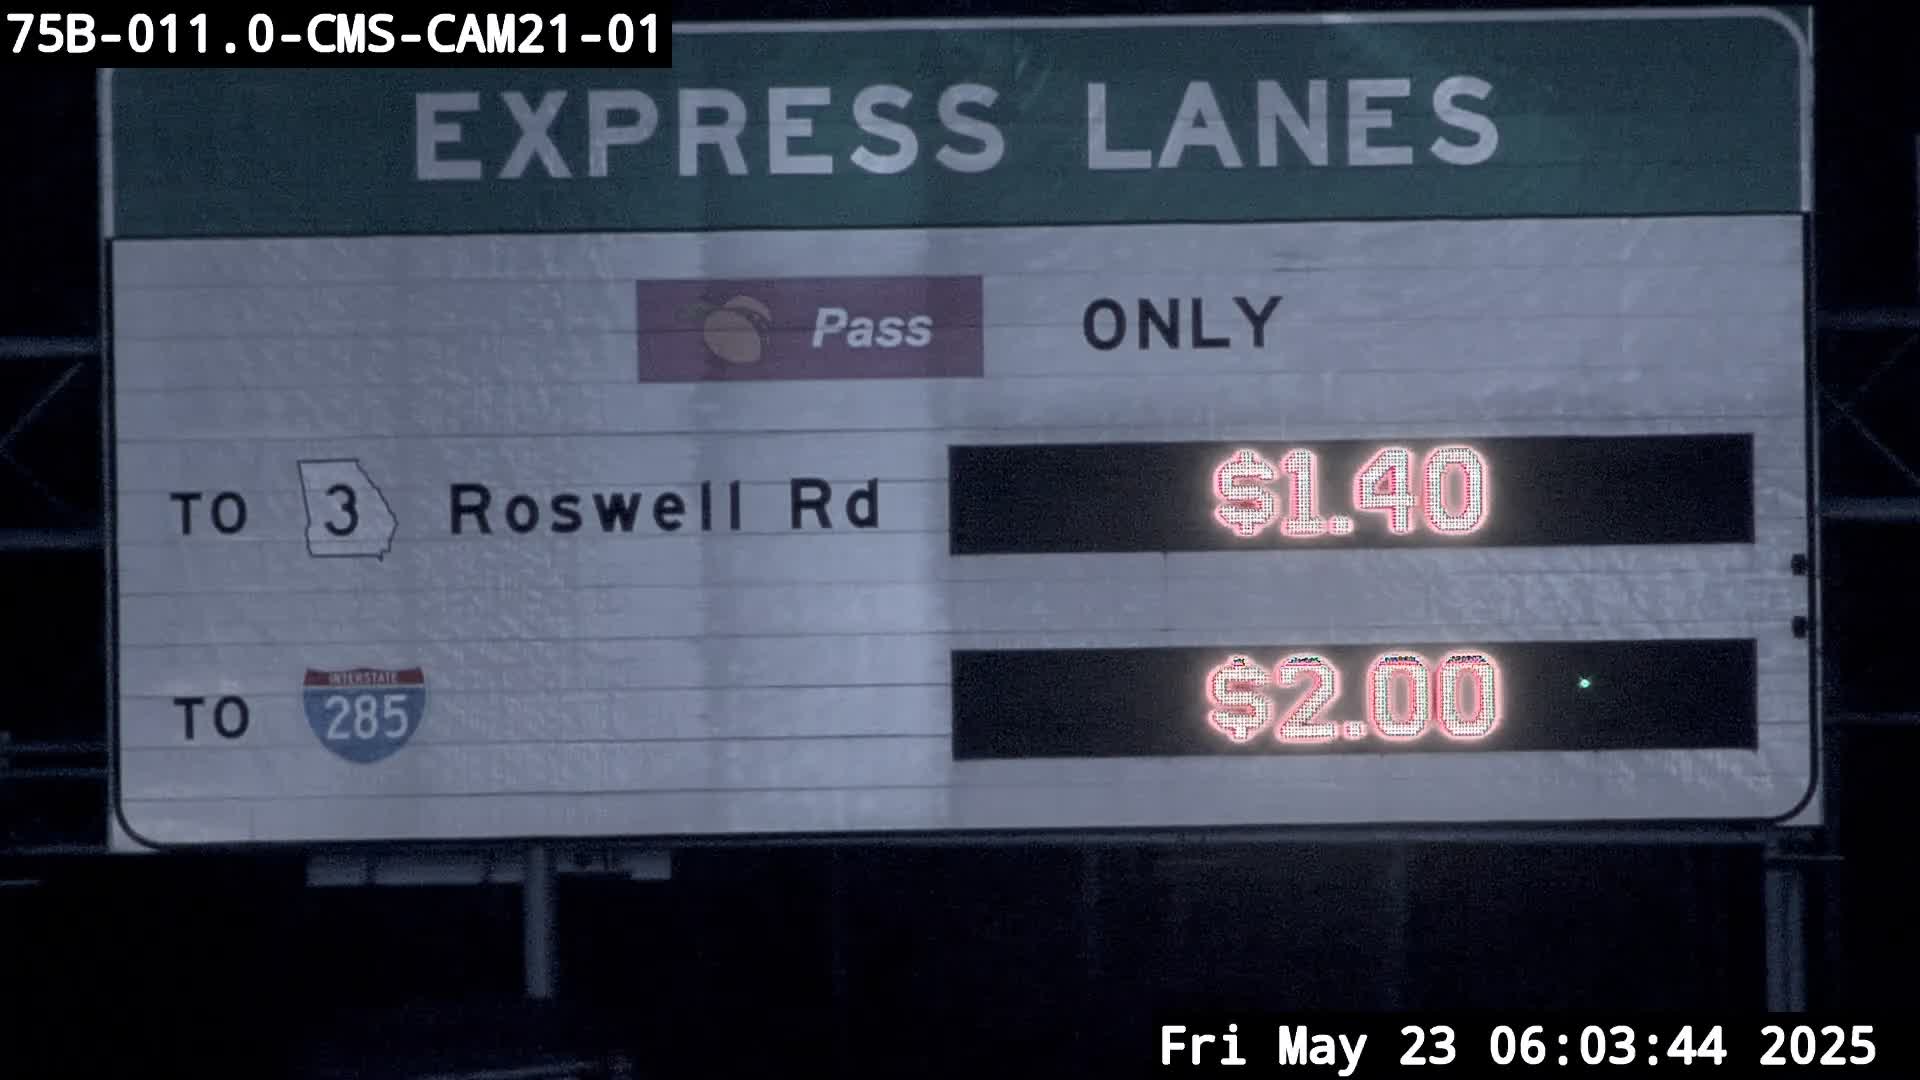 75B-011.0-CMS-CAM21-01
EXPRESS LANES
Pass ONLY
TO 3 Roswell Rd $1.40
INTERSTATE
TO 285 $2.00
Fri May 23 06:03:44 2025